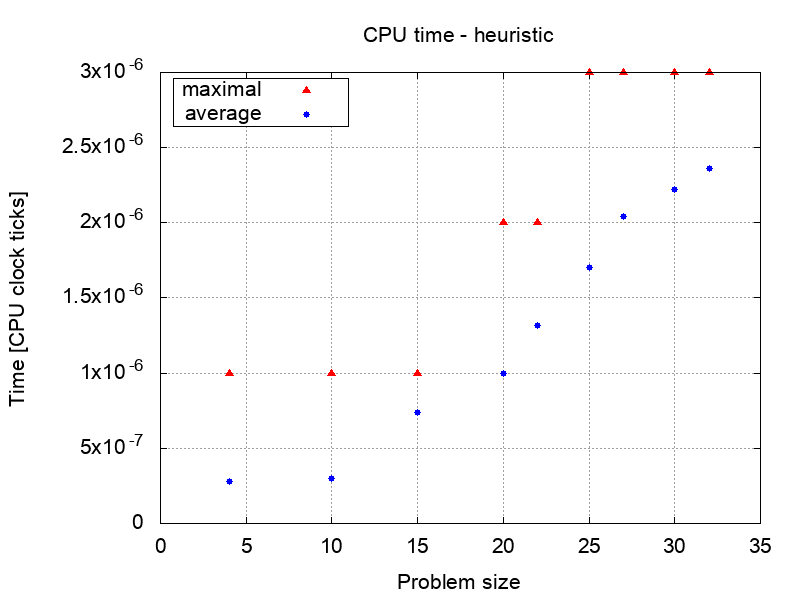 CPU time - heuristic
3x10-6
2.5x10-6
2x10-6
1.5x10-6
1x10-6
5x10-7
0
maximal
average
Time [CPU clock ticks]
0 5 10 15 20 25 30 35
Problem size